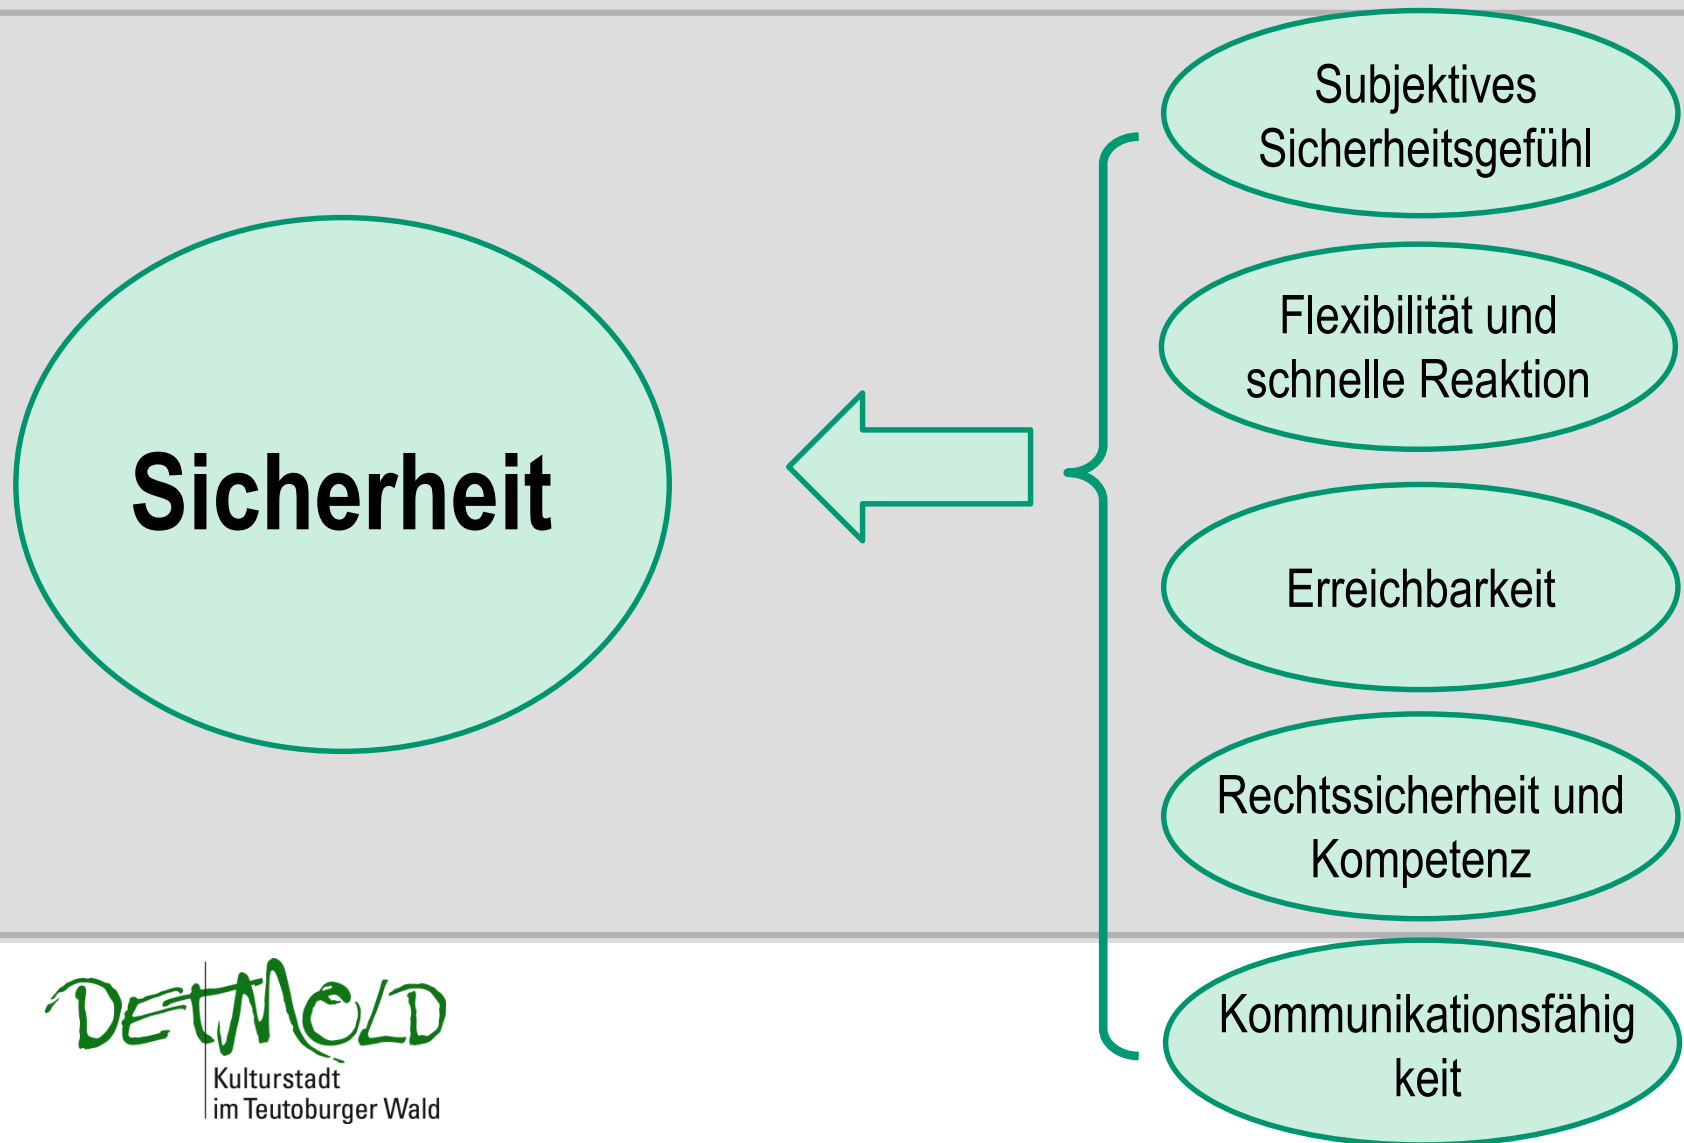 Subjektives
Sicherheitsgefühl
Flexibilität und
schnelle Reaktion
Sicherheit
Erreichbarkeit
Rechtssicherheit und
Kompetenz
Kommunikationsfähig
keit
DETMOLD
Kulturstadt
im Teutoburger Wald